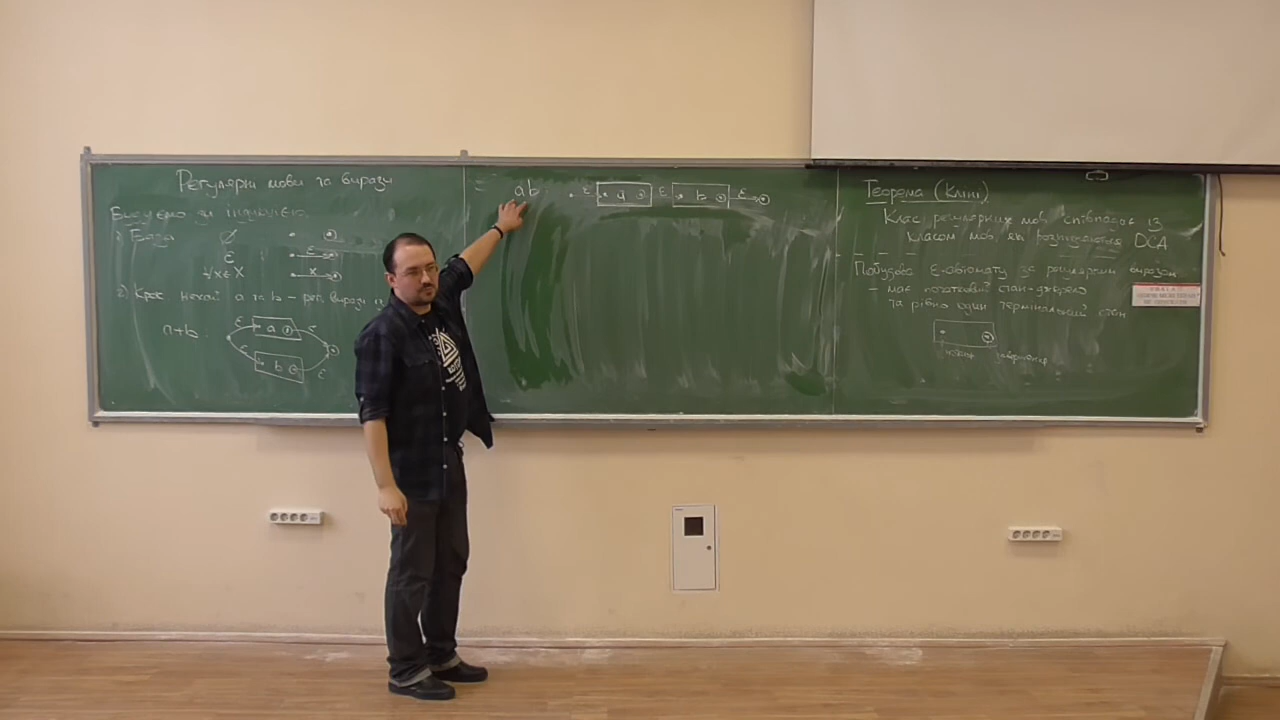 Регулярні мови та вирази
Будуємо за індукцією
1) База ∅
ε ε
∀x∈X x
2) Крок. Нехай a та b – рег. вирази
a+b : ε a ε
ε b ε
ab ε a ε b ε
Теорема (Кліні)
Клас регулярних мов співпадає із
класом мов, які розпізнаються DCA
Побудова ε-автомату за регулярним виразом
– має початковий стан-джерело
та рівно один термінальний стан